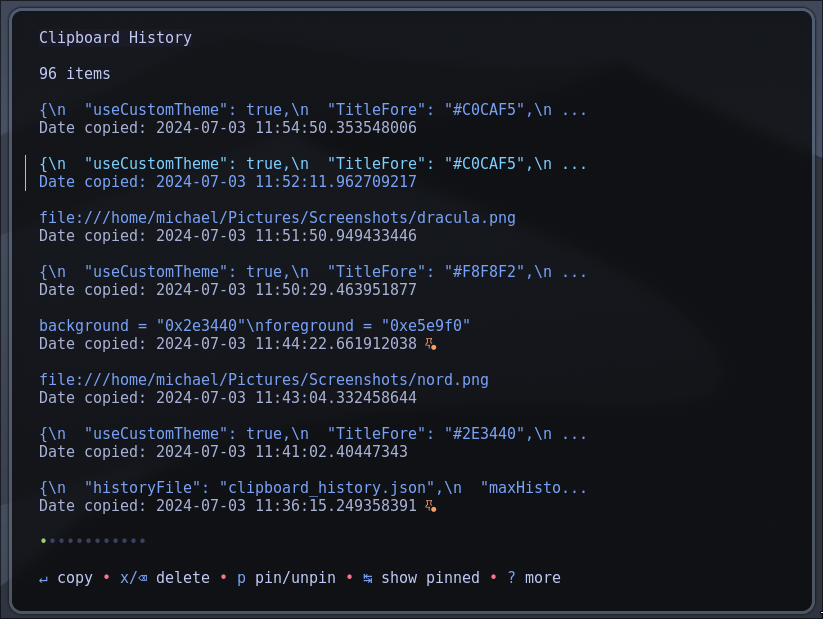 Clipboard History
96 items
{\n  "useCustomTheme": true,\n  "TitleFore": "#C0CAF5",\n ...
Date copied: 2024-07-03 11:54:50.353548006
{\n  "useCustomTheme": true,\n  "TitleFore": "#C0CAF5",\n ...
Date copied: 2024-07-03 11:52:11.962709217
file:///home/michael/Pictures/Screenshots/dracula.png
Date copied: 2024-07-03 11:51:50.949433446
{\n  "useCustomTheme": true,\n  "TitleFore": "#F8F8F2",\n ...
Date copied: 2024-07-03 11:50:29.463951877
background = "0x2e3440"\nforeground = "0xe5e9f0"
Date copied: 2024-07-03 11:44:22.661912038
file:///home/michael/Pictures/Screenshots/nord.png
Date copied: 2024-07-03 11:43:04.332458644
{\n  "useCustomTheme": true,\n  "TitleFore": "#2E3440",\n ...
Date copied: 2024-07-03 11:41:02.40447343
{\n  "historyFile": "clipboard_history.json",\n  "maxHisto...
Date copied: 2024-07-03 11:36:15.249358391
↵ copy • x/⌫ delete • p pin/unpin • ↹ show pinned • ? more